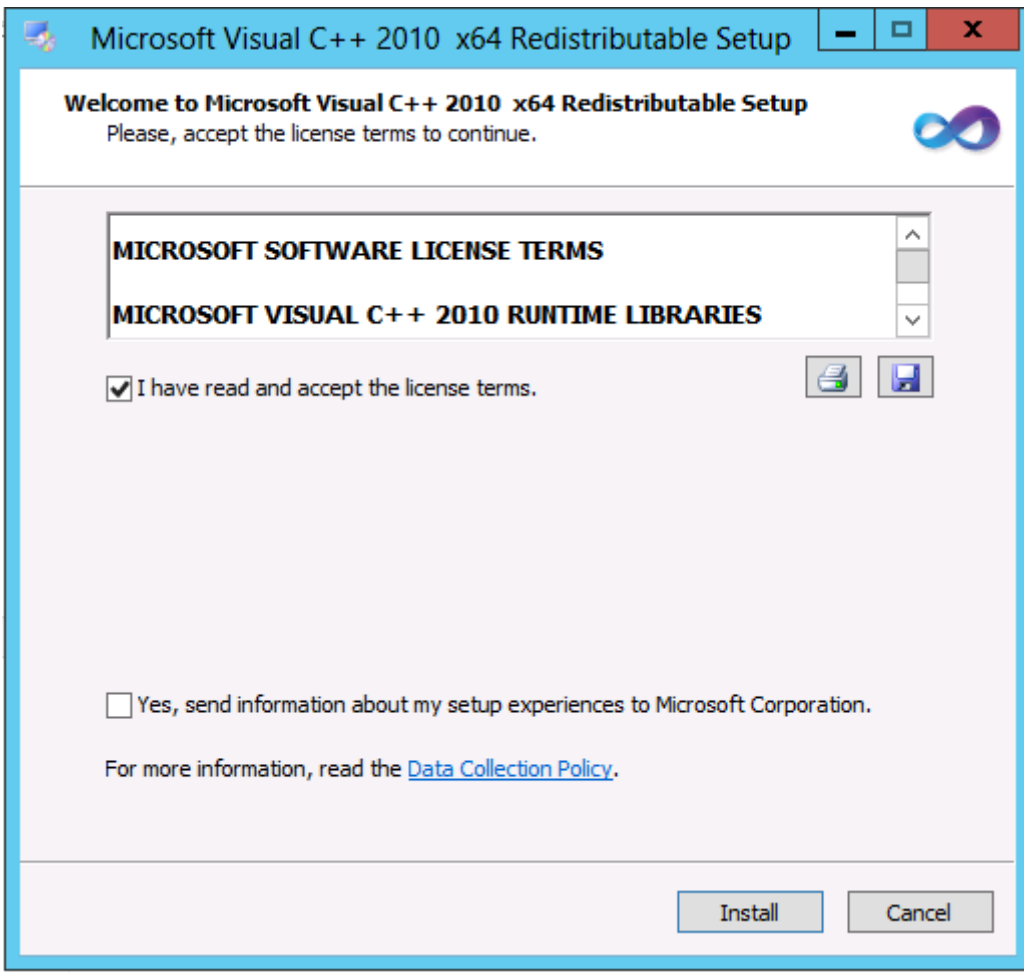 Microsoft Visual C++ 2010  x64 Redistributable Setup
Welcome to Microsoft Visual C++ 2010  x64 Redistributable Setup
Please, accept the license terms to continue.
MICROSOFT SOFTWARE LICENSE TERMS
MICROSOFT VISUAL C++ 2010 RUNTIME LIBRARIES
I have read and accept the license terms.
Yes, send information about my setup experiences to Microsoft Corporation.
For more information, read the Data Collection Policy.
Install Cancel